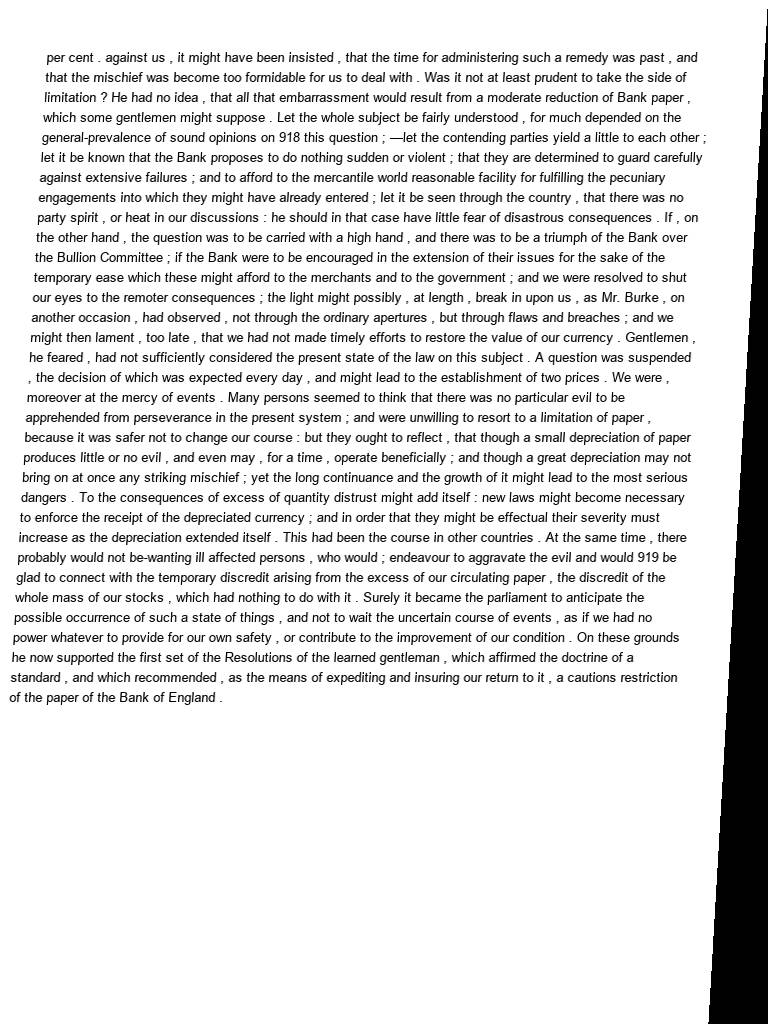 per cent . against us , it might have been insisted , that the time for administering such a remedy was past , and
that the mischief was become too formidable for us to deal with . Was it not at least prudent to take the side of
limitation ? He had no idea , that all that embarrassment would result from a moderate reduction of Bank paper ,
which some gentlemen might suppose . Let the whole subject be fairly understood , for much depended on the
general-prevalence of sound opinions on 918 this question ; —let the contending parties yield a little to each other ;
let it be known that the Bank proposes to do nothing sudden or violent ; that they are determined to guard carefully
against extensive failures ; and to afford to the mercantile world reasonable facility for fulfilling the pecuniary
engagements into which they might have already entered ; let it be seen through the country , that there was no
party spirit , or heat in our discussions : he should in that case have little fear of disastrous consequences . If , on
the other hand , the question was to be carried with a high hand , and there was to be a triumph of the Bank over
the Bullion Committee ; if the Bank were to be encouraged in the extension of their issues for the sake of the
temporary ease which these might afford to the merchants and to the government ; and we were resolved to shut
our eyes to the remoter consequences ; the light might possibly , at length , break in upon us , as Mr. Burke , on
another occasion , had observed , not through the ordinary apertures , but through flaws and breaches ; and we
might then lament , too late , that we had not made timely efforts to restore the value of our currency . Gentlemen ,
he feared , had not sufficiently considered the present state of the law on this subject . A question was suspended
, the decision of which was expected every day , and might lead to the establishment of two prices . We were ,
moreover at the mercy of events . Many persons seemed to think that there was no particular evil to be
apprehended from perseverance in the present system ; and were unwilling to resort to a limitation of paper ,
because it was safer not to change our course : but they ought to reflect , that though a small depreciation of paper
produces little or no evil , and even may , for a time , operate beneficially ; and though a great depreciation may not
bring on at once any striking mischief ; yet the long continuance and the growth of it might lead to the most serious
dangers . To the consequences of excess of quantity distrust might add itself : new laws might become necessary
to enforce the receipt of the depreciated currency ; and in order that they might be effectual their severity must
increase as the depreciation extended itself . This had been the course in other countries . At the same time , there
probably would not be-wanting ill affected persons , who would ; endeavour to aggravate the evil and would 919 be
glad to connect with the temporary discredit arising from the excess of our circulating paper , the discredit of the
whole mass of our stocks , which had nothing to do with it . Surely it became the parliament to anticipate the
possible occurrence of such a state of things , and not to wait the uncertain course of events , as if we had no
power whatever to provide for our own safety , or contribute to the improvement of our condition . On these grounds
he now supported the first set of the Resolutions of the learned gentleman , which affirmed the doctrine of a
standard , and which recommended , as the means of expediting and insuring our return to it , a cautions restriction
of the paper of the Bank of England .